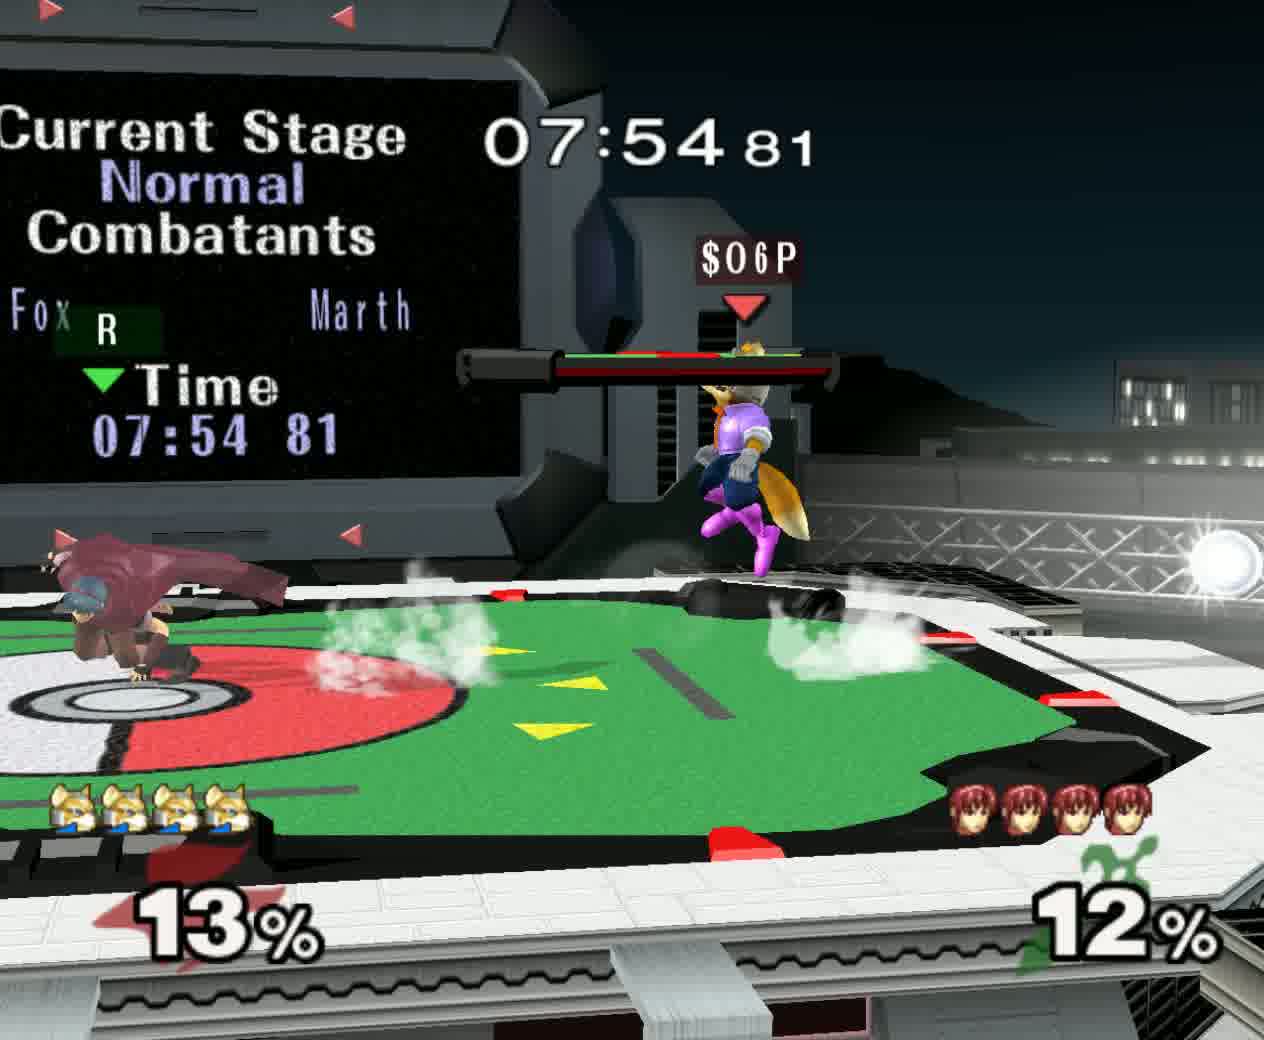 Current Stage
Normal
Combatants
Fox Marth
R
Time
07:54 81
07:54 81
$06P
13%
12%